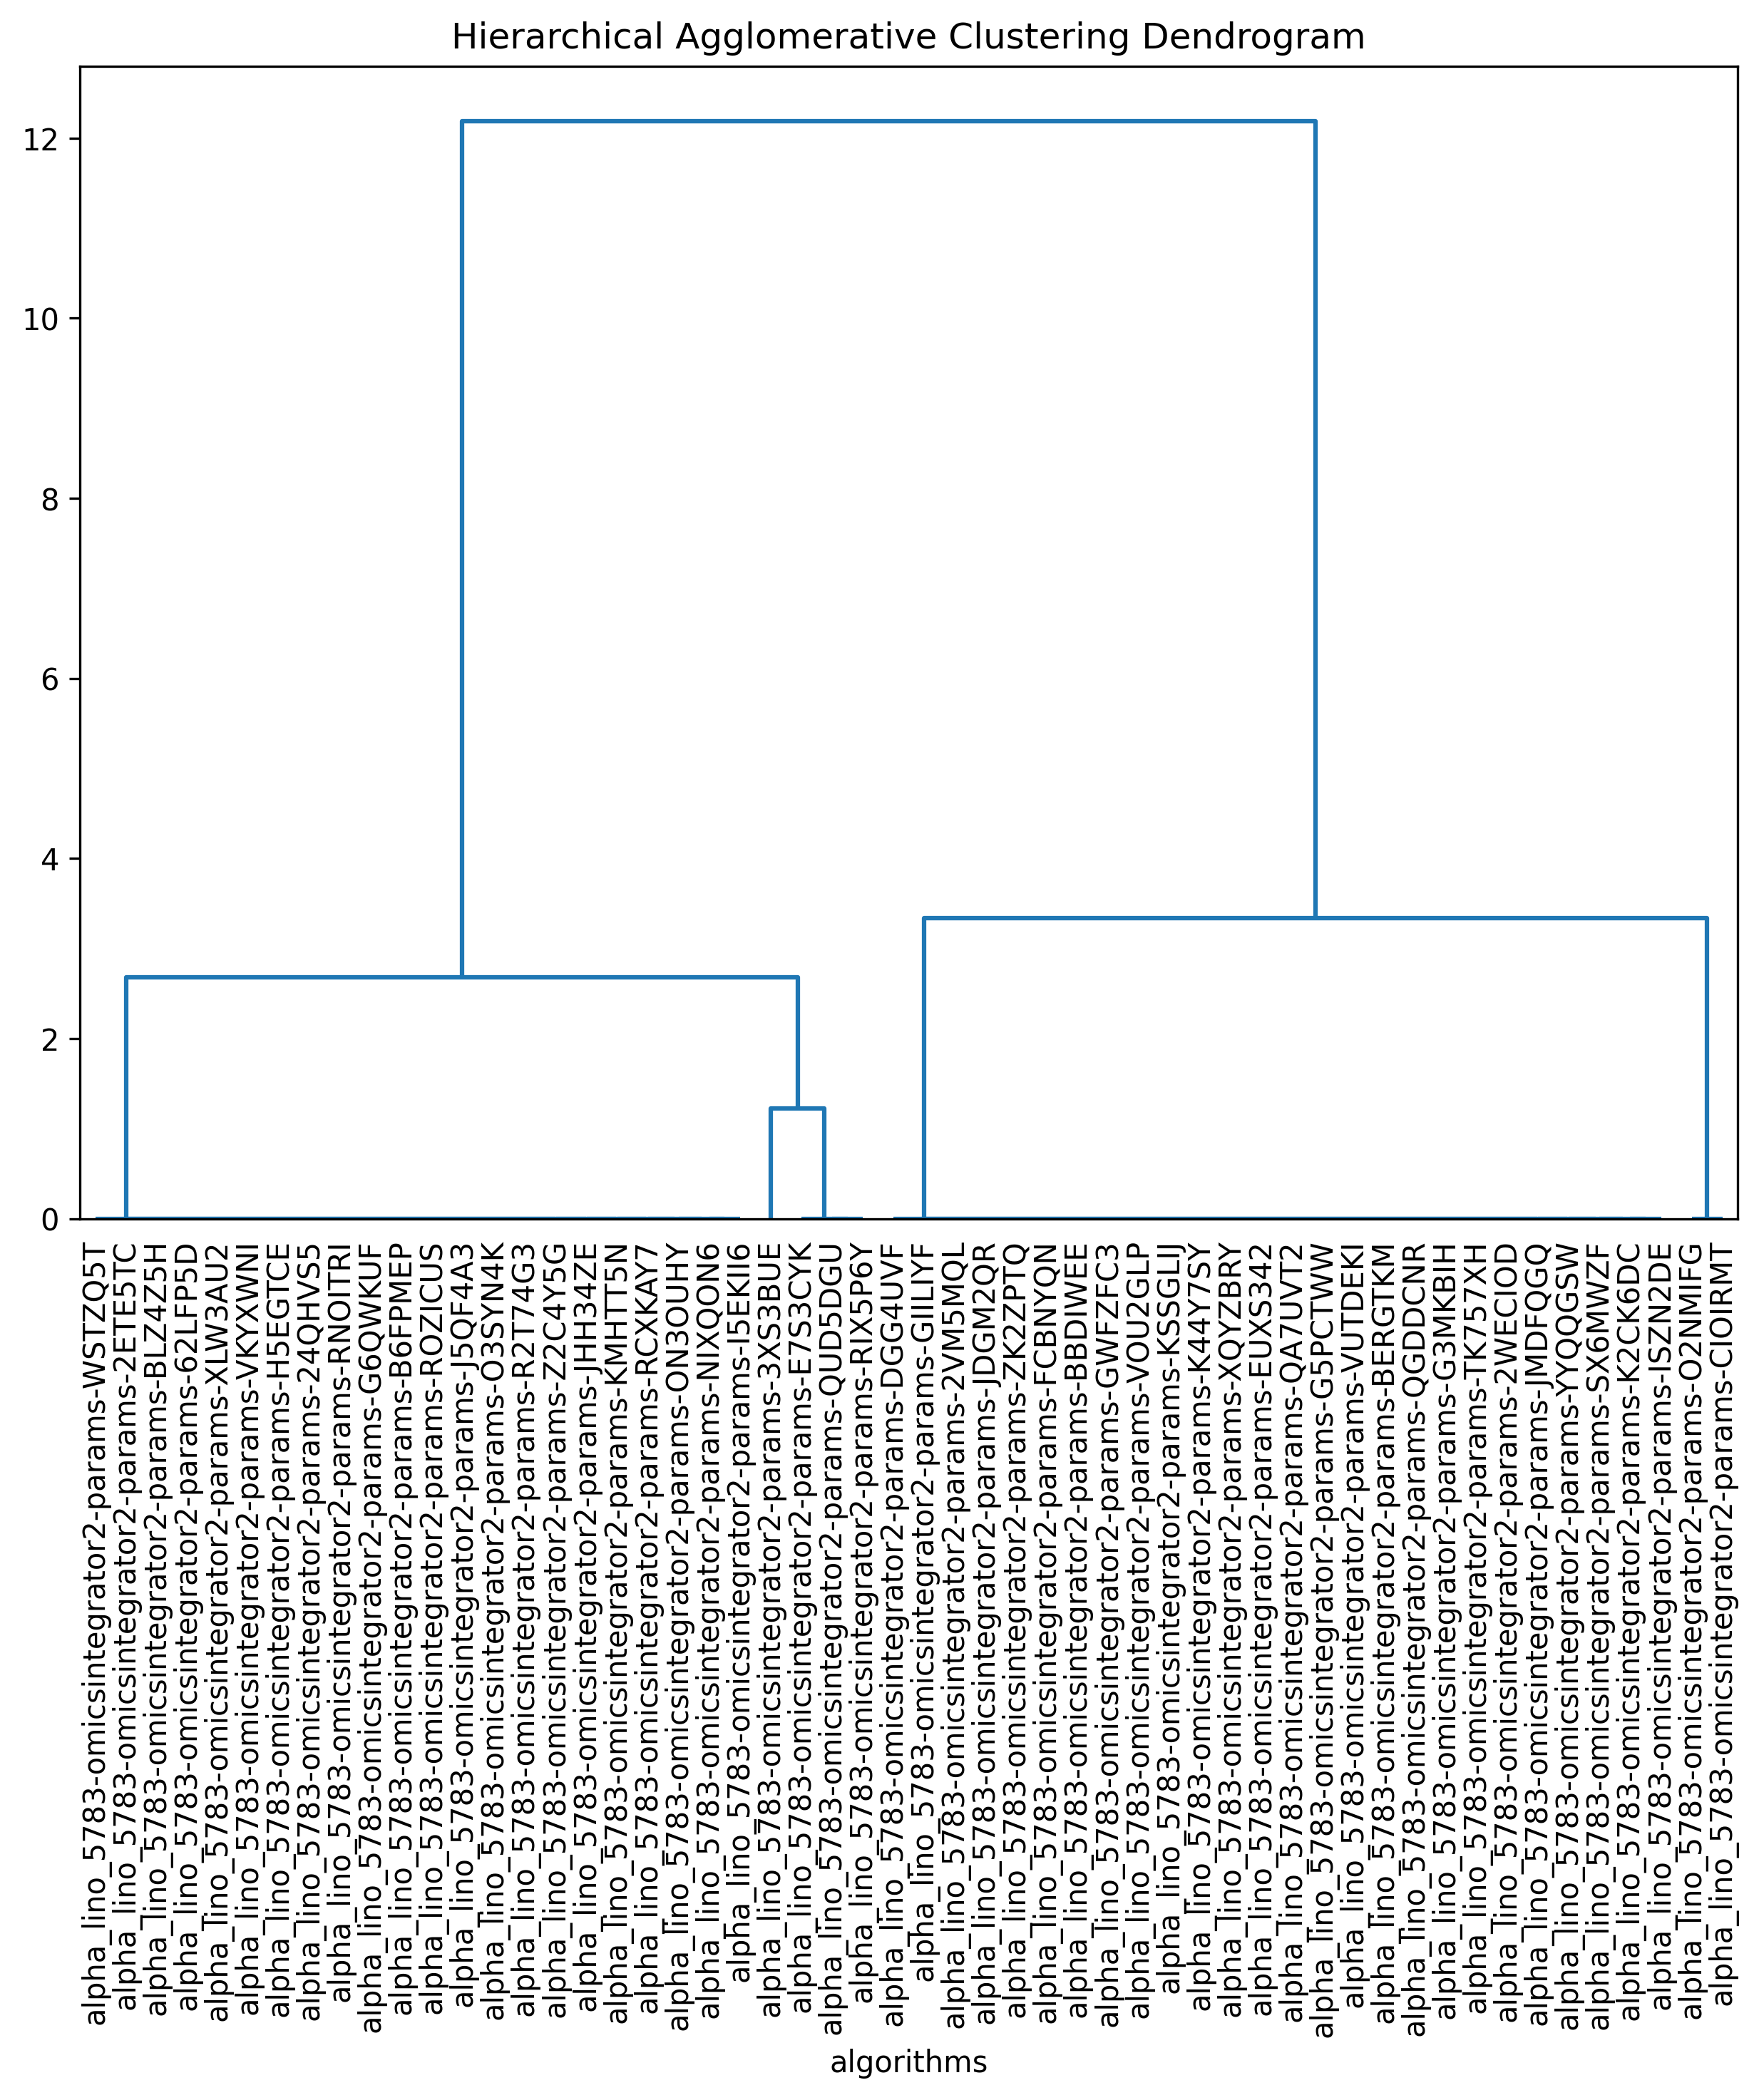 Hierarchical Agglomerative Clustering Dendrogram
12
10
8
6
4
2
0
alpha_lino_5783-omicsintegrator2-params-WSTZQ5T
alpha_lino_5783-omicsintegrator2-params-2ETE5TC
alpha_lino_5783-omicsintegrator2-params-BLZ4Z5H
alpha_lino_5783-omicsintegrator2-params-62LFP5D
alpha_lino_5783-omicsintegrator2-params-XLW3AU2
alpha_lino_5783-omicsintegrator2-params-VKYXWNI
alpha_lino_5783-omicsintegrator2-params-H5EGTCE
alpha_lino_5783-omicsintegrator2-params-24QHVS5
alpha_lino_5783-omicsintegrator2-params-RNOITRI
alpha_lino_5783-omicsintegrator2-params-G6QWKUF
alpha_lino_5783-omicsintegrator2-params-B6FPMEP
alpha_lino_5783-omicsintegrator2-params-ROZICUS
alpha_lino_5783-omicsintegrator2-params-J5QF4A3
alpha_lino_5783-omicsintegrator2-params-O3SYN4K
alpha_lino_5783-omicsintegrator2-params-R2T74G3
alpha_lino_5783-omicsintegrator2-params-Z2C4Y5G
alpha_lino_5783-omicsintegrator2-params-JHH34ZE
alpha_lino_5783-omicsintegrator2-params-KMHTT5N
alpha_lino_5783-omicsintegrator2-params-RCXKAY7
alpha_lino_5783-omicsintegrator2-params-ON3OUHY
alpha_lino_5783-omicsintegrator2-params-NIXQON6
alpha_lino_5783-omicsintegrator2-params-I5EKII6
alpha_lino_5783-omicsintegrator2-params-3XS3BUE
alpha_lino_5783-omicsintegrator2-params-E7S3CYK
alpha_lino_5783-omicsintegrator2-params-QUD5DGU
alpha_lino_5783-omicsintegrator2-params-RIX5P6Y
alpha_lino_5783-omicsintegrator2-params-DGG4UVF
alpha_lino_5783-omicsintegrator2-params-GIILIYF
alpha_lino_5783-omicsintegrator2-params-2VM5MQL
alpha_lino_5783-omicsintegrator2-params-JDGM2QR
alpha_lino_5783-omicsintegrator2-params-ZK2ZPTQ
alpha_lino_5783-omicsintegrator2-params-FCBNYQN
alpha_lino_5783-omicsintegrator2-params-BBDIWEE
alpha_lino_5783-omicsintegrator2-params-GWFZFC3
alpha_lino_5783-omicsintegrator2-params-VOU2GLP
alpha_lino_5783-omicsintegrator2-params-KSSGLIJ
alpha_lino_5783-omicsintegrator2-params-K44Y7SY
alpha_lino_5783-omicsintegrator2-params-XQYZBRY
alpha_lino_5783-omicsintegrator2-params-EUXS342
alpha_lino_5783-omicsintegrator2-params-QA7UVT2
alpha_lino_5783-omicsintegrator2-params-G5PCTWW
alpha_lino_5783-omicsintegrator2-params-VUTDEKI
alpha_lino_5783-omicsintegrator2-params-BERGTKM
alpha_lino_5783-omicsintegrator2-params-QGDDCNR
alpha_lino_5783-omicsintegrator2-params-G3MKBIH
alpha_lino_5783-omicsintegrator2-params-TK757XH
alpha_lino_5783-omicsintegrator2-params-2WECIOD
alpha_lino_5783-omicsintegrator2-params-JMDFQGQ
alpha_lino_5783-omicsintegrator2-params-YYQQGSW
alpha_lino_5783-omicsintegrator2-params-SX6MWZF
alpha_lino_5783-omicsintegrator2-params-K2CK6DC
alpha_lino_5783-omicsintegrator2-params-ISZN2DE
alpha_lino_5783-omicsintegrator2-params-O2NMIFG
alpha_lino_5783-omicsintegrator2-params-CIOIRMT
algorithms